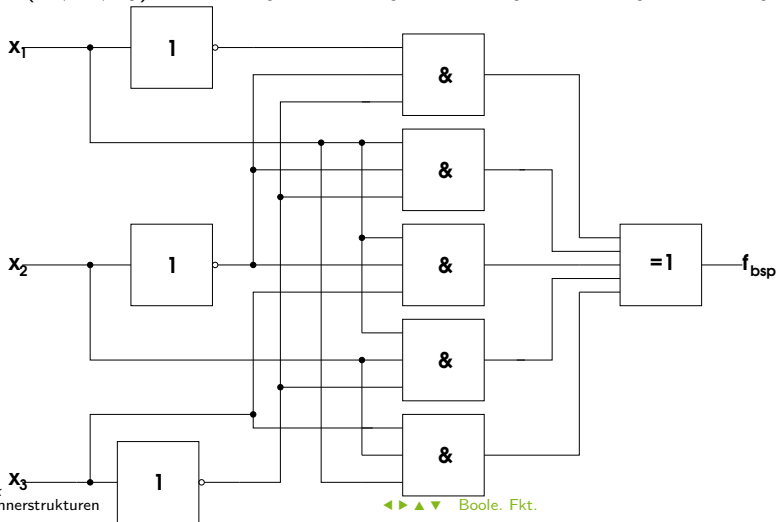 x1
1
&
&
x2
1
&
=1
fbsp
&
&
x3
1
nnerstrukturen
Boole. Fkt.